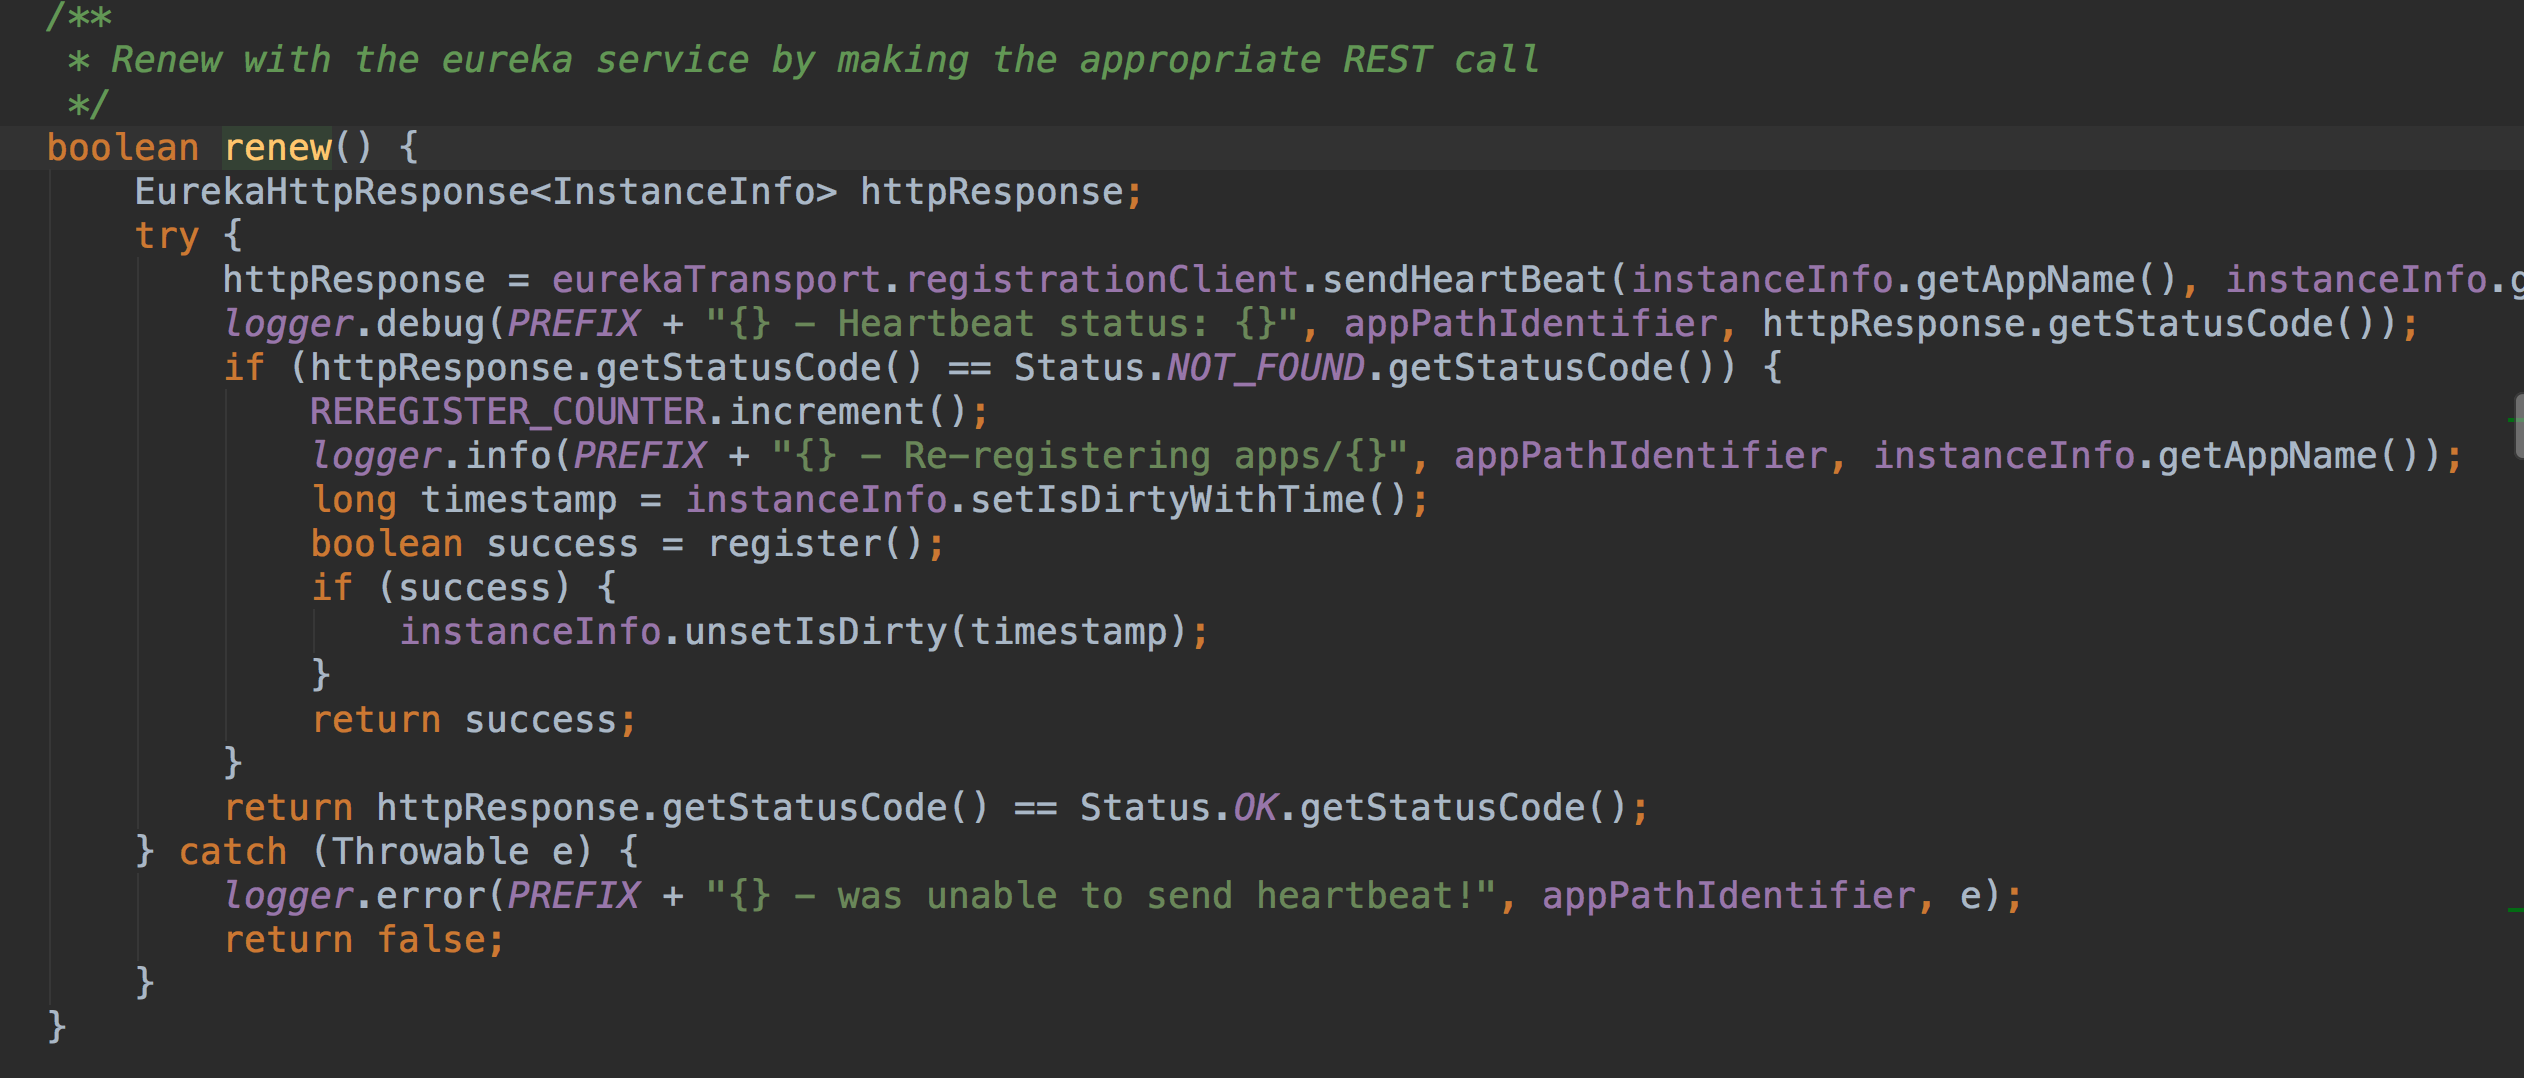 /**
 * Renew with the eureka service by making the appropriate REST call
 */
boolean renew() {
    EurekaHttpResponse<InstanceInfo> httpResponse;
    try {
        httpResponse = eurekaTransport.registrationClient.sendHeartBeat(instanceInfo.getAppName(), instanceInfo.g
        logger.debug(PREFIX + "{} - Heartbeat status: {}", appPathIdentifier, httpResponse.getStatusCode());
        if (httpResponse.getStatusCode() == Status.NOT_FOUND.getStatusCode()) {
            REREGISTER_COUNTER.increment();
            logger.info(PREFIX + "{} - Re-registering apps/{}", appPathIdentifier, instanceInfo.getAppName());
            long timestamp = instanceInfo.setIsDirtyWithTime();
            boolean success = register();
            if (success) {
                instanceInfo.unsetIsDirty(timestamp);
            }
            return success;
        }
        return httpResponse.getStatusCode() == Status.OK.getStatusCode();
    } catch (Throwable e) {
        logger.error(PREFIX + "{} - was unable to send heartbeat!", appPathIdentifier, e);
        return false;
    }
}